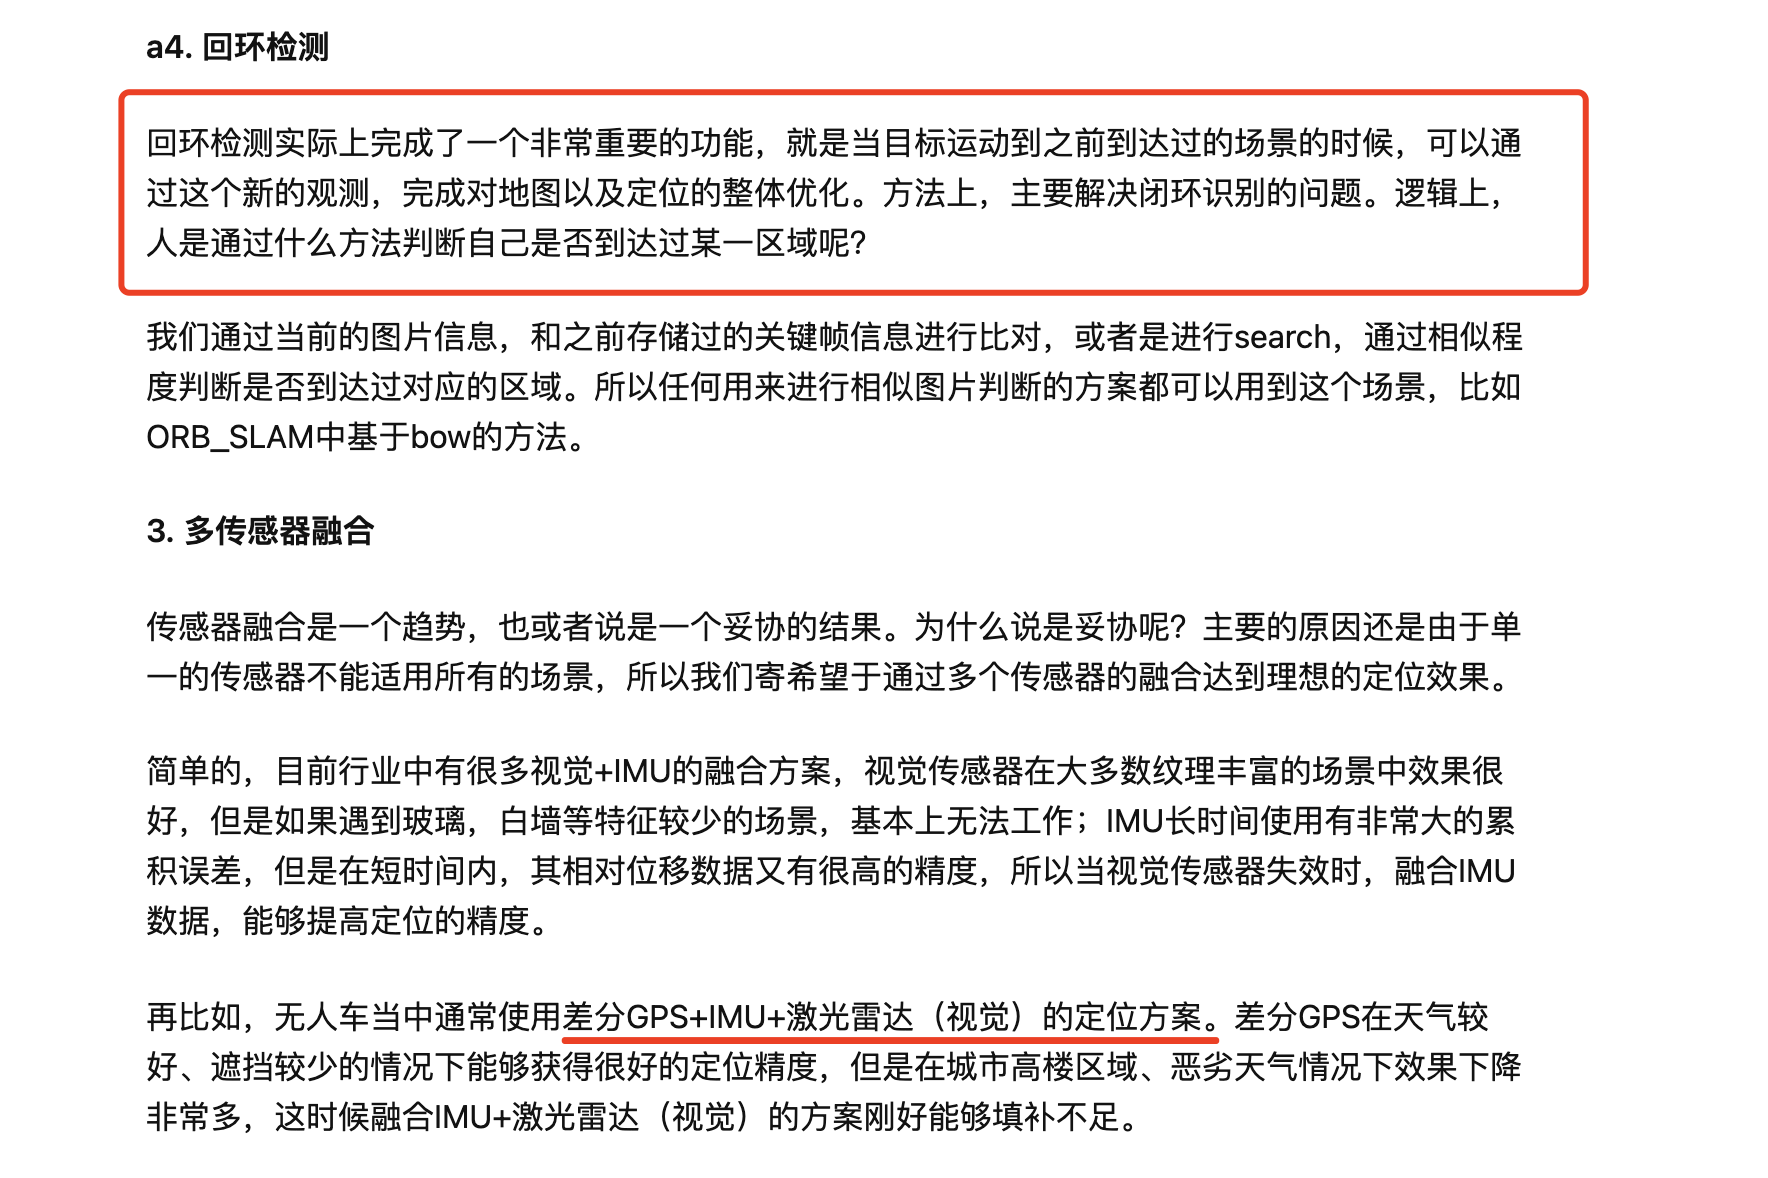 a4. 回环检测
回环检测实际上完成了一个非常重要的功能，就是当目标运动到之前到达过的场景的时候，可以通
过这个新的观测，完成对地图以及定位的整体优化。方法上，主要解决闭环识别的问题。逻辑上，
人是通过什么方法判断自己是否到达过某一区域呢？
我们通过当前的图片信息，和之前存储过的关键帧信息进行比对，或者是进行search，通过相似程
度判断是否到达过对应的区域。所以任何用来进行相似图片判断的方案都可以用到这个场景，比如
ORB_SLAM中基于bow的方法。
3. 多传感器融合
传感器融合是一个趋势，也或者说是一个妥协的结果。为什么说是妥协呢？主要的原因还是由于单
一的传感器不能适用所有的场景，所以我们寄希望于通过多个传感器的融合达到理想的定位效果。
简单的，目前行业中有很多视觉+IMU的融合方案，视觉传感器在大多数纹理丰富的场景中效果很
好，但是如果遇到玻璃，白墙等特征较少的场景，基本上无法工作；IMU长时间使用有非常大的累
积误差，但是在短时间内，其相对位移数据又有很高的精度，所以当视觉传感器失效时，融合IMU
数据，能够提高定位的精度。
再比如，无人车当中通常使用差分GPS+IMU+激光雷达（视觉）的定位方案。差分GPS在天气较
好、遮挡较少的情况下能够获得很好的定位精度，但是在城市高楼区域、恶劣天气情况下效果下降
非常多，这时候融合IMU+激光雷达（视觉）的方案刚好能够填补不足。